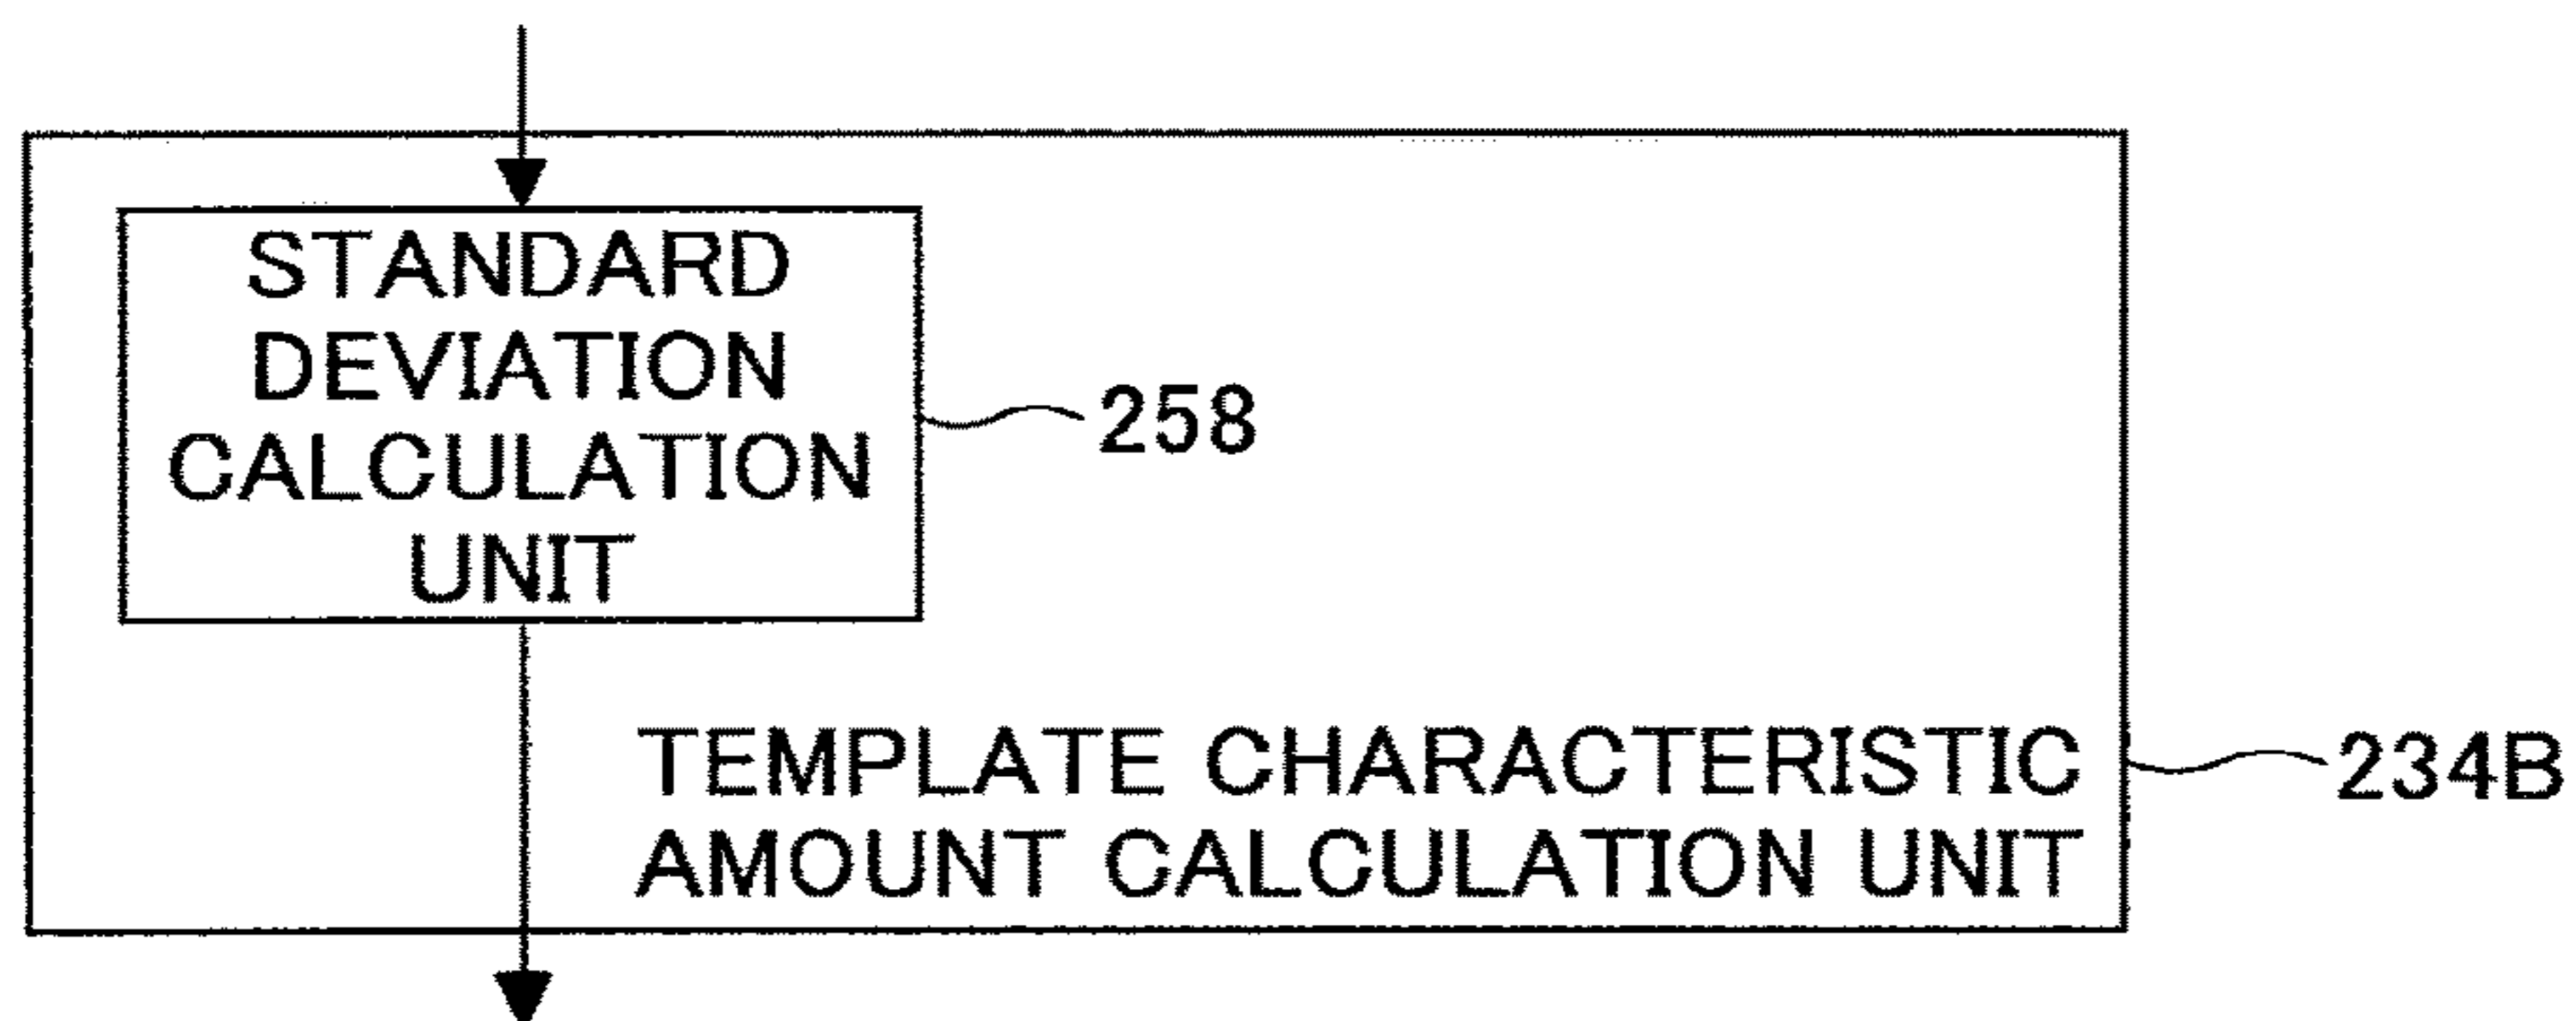 STANDARD
DEVIATION
CALCULATION
UNIT
258
TEMPLATE CHARACTERISTIC
AMOUNT CALCULATION UNIT
234B